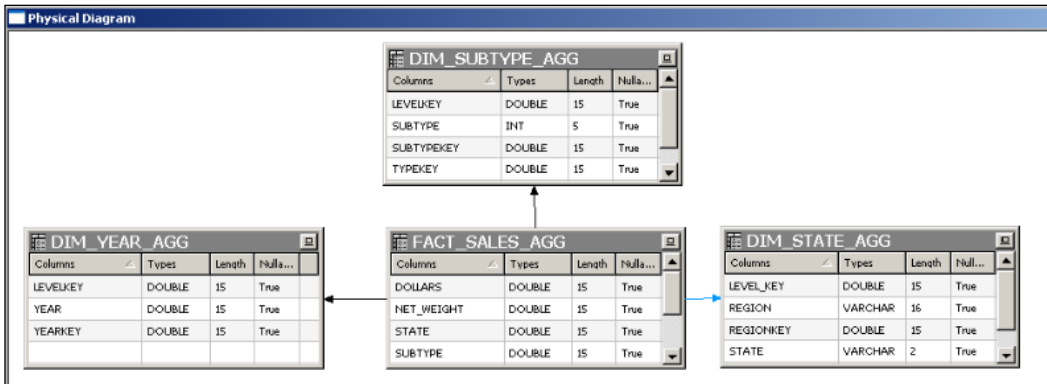 Physical Diagram
DIM_SUBTYPE_AGG
Columns Types Length Nulla...
LEVELKEY DOUBLE 15 True
SUBTYPE INT 5 True
SUBTYPEKEY DOUBLE 15 True
TYPEKEY DOUBLE 15 True
DIM_YEAR_AGG
Columns Types Length Nulla...
LEVELKEY DOUBLE 15 True
YEAR DOUBLE 15 True
YEARKEY DOUBLE 15 True
FACT_SALES_AGG
Columns Types Length Nulla...
DOLLARS DOUBLE 15 True
NET_WEIGHT DOUBLE 15 True
STATE DOUBLE 15 True
SUBTYPE DOUBLE 15 True
DIM_STATE_AGG
Columns Types Length Null...
LEVEL_KEY DOUBLE 15 True
REGION VARCHAR 16 True
REGIONKEY DOUBLE 15 True
STATE VARCHAR 2 True